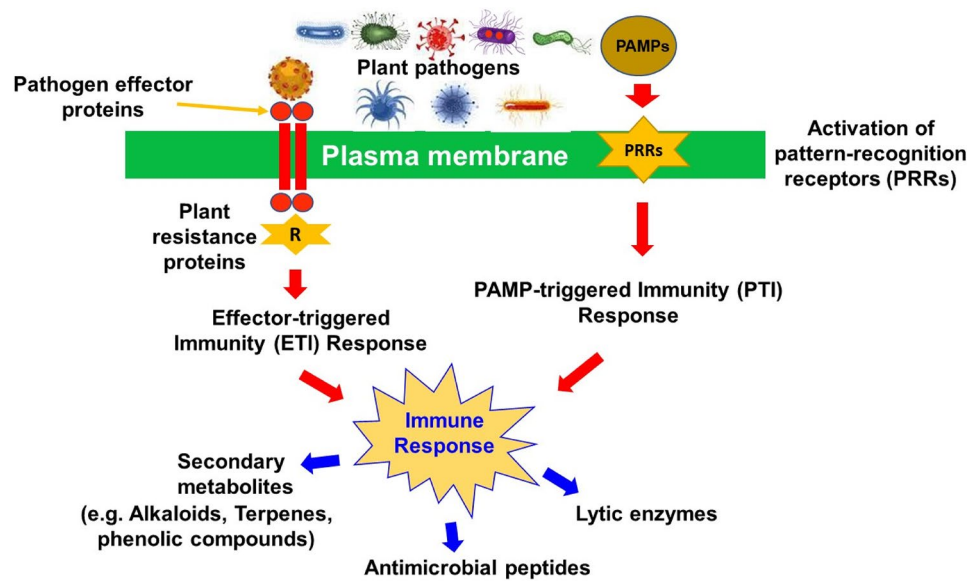 PAMPs
Plant pathogens
Pathogen effector
proteins
Plasma membrane
PRRs
Activation of
pattern-recognition
receptors (PRRs)
Plant
resistance
proteins
R
PAMP-triggered Immunity (PTI)
Response
Effector-triggered
Immunity (ETI) Response
Immune
Response
Secondary
metabolites
(e.g. Alkaloids, Terpenes,
phenolic compounds)
Lytic enzymes
Antimicrobial peptides